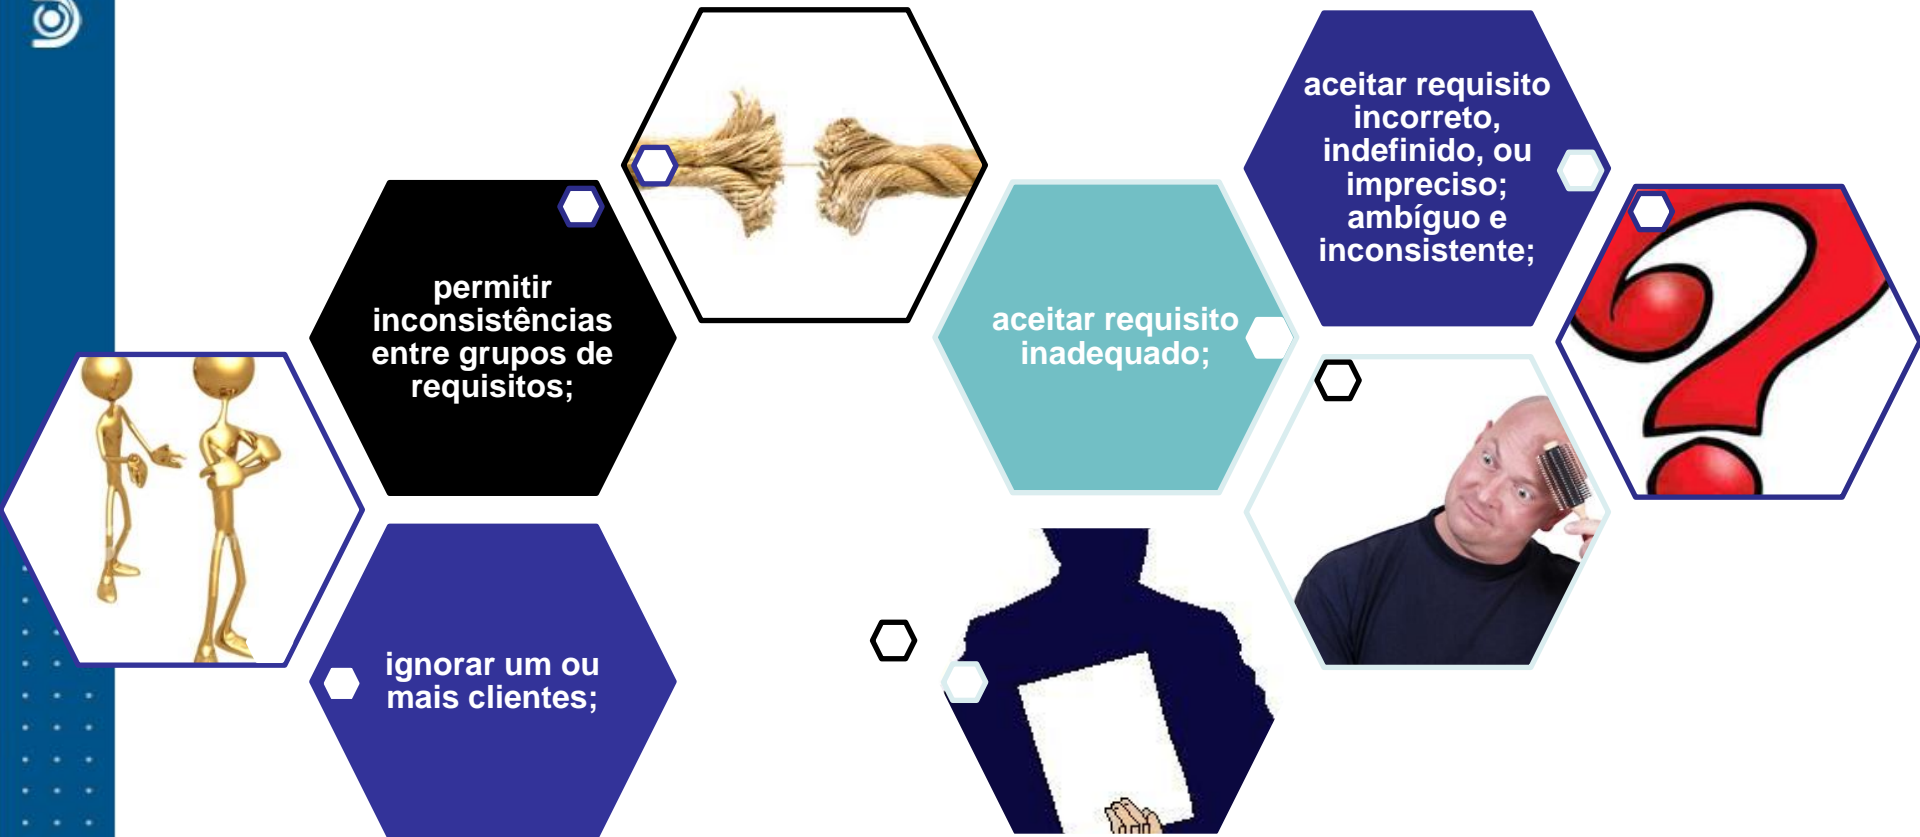 ignorar um ou
mais clientes;
permitir
inconsistências
entre grupos de
requisitos;
aceitar requisito
inadequado;
aceitar requisito
incorreto,
indefinido, ou
impreciso;
ambíguo e
inconsistente;